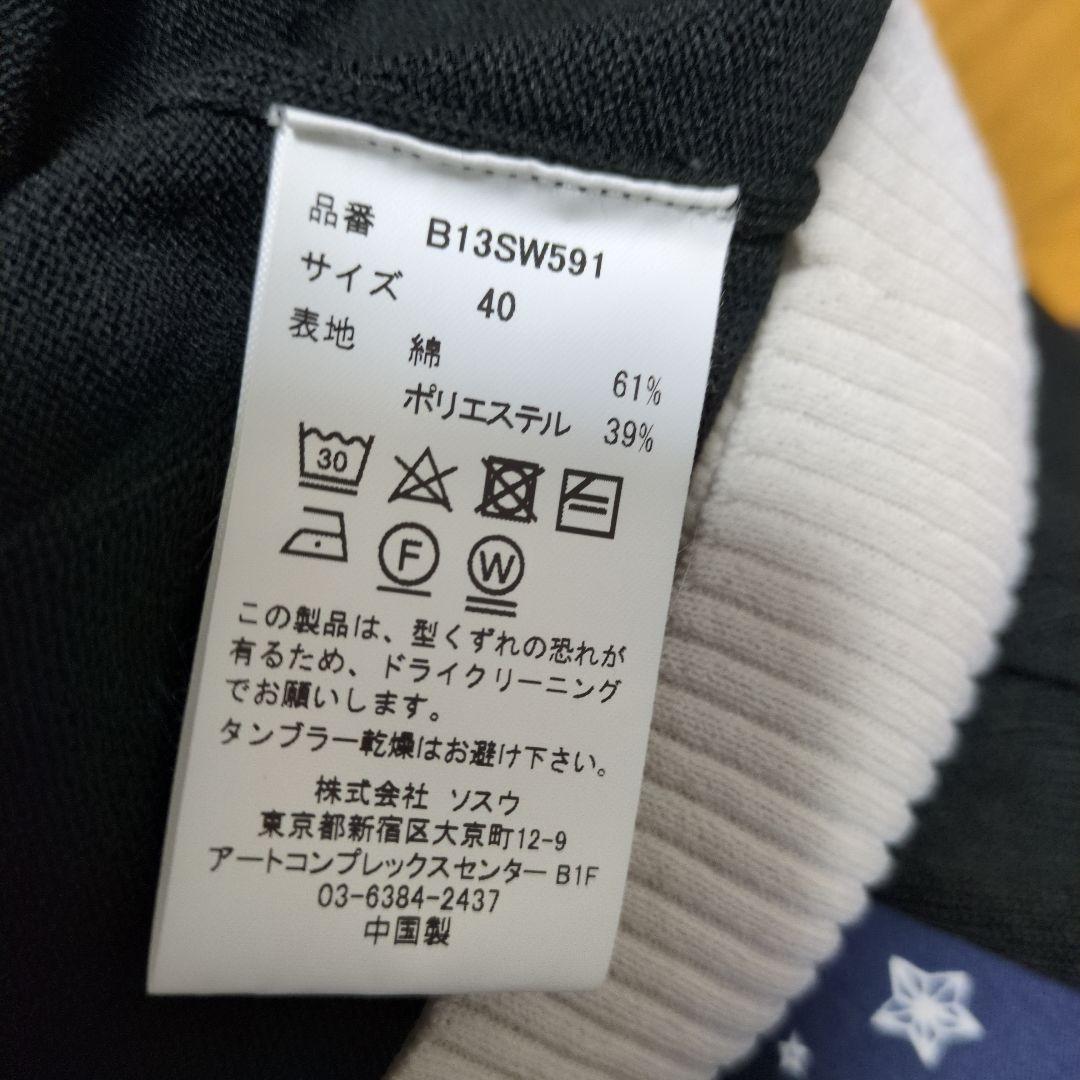 品番 B13SW591
サイズ 40
表地 綿 61%
ポリエステル 39%
30
F W
この製品は、型くずれの恐れが
有るため、ドライクリーニング
でお願いします。
タンブラー乾燥はお避け下さい。
株式会社 ソスウ
東京都新宿区大京町12-9
アートコンプレックスセンター B1F
03-6384-2437
中国製